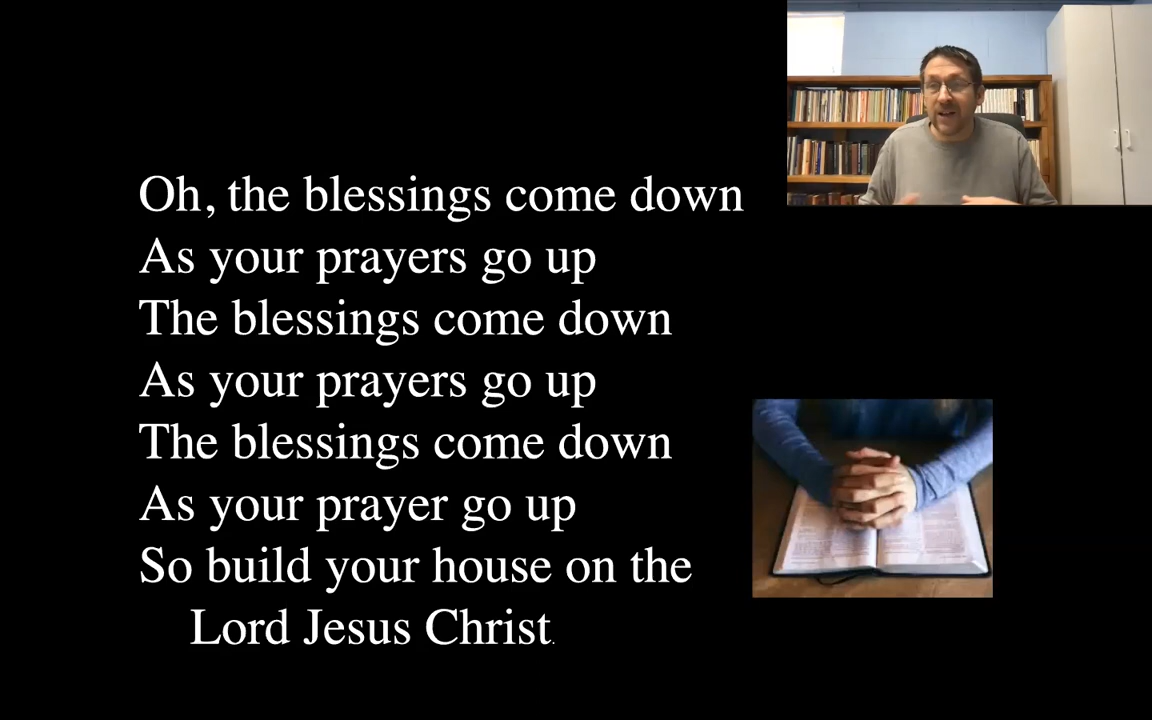 Oh, the blessings come down
As your prayers go up
The blessings come down
As your prayers go up
The blessings come down
As your prayer go up
So build your house on the
Lord Jesus Christ.